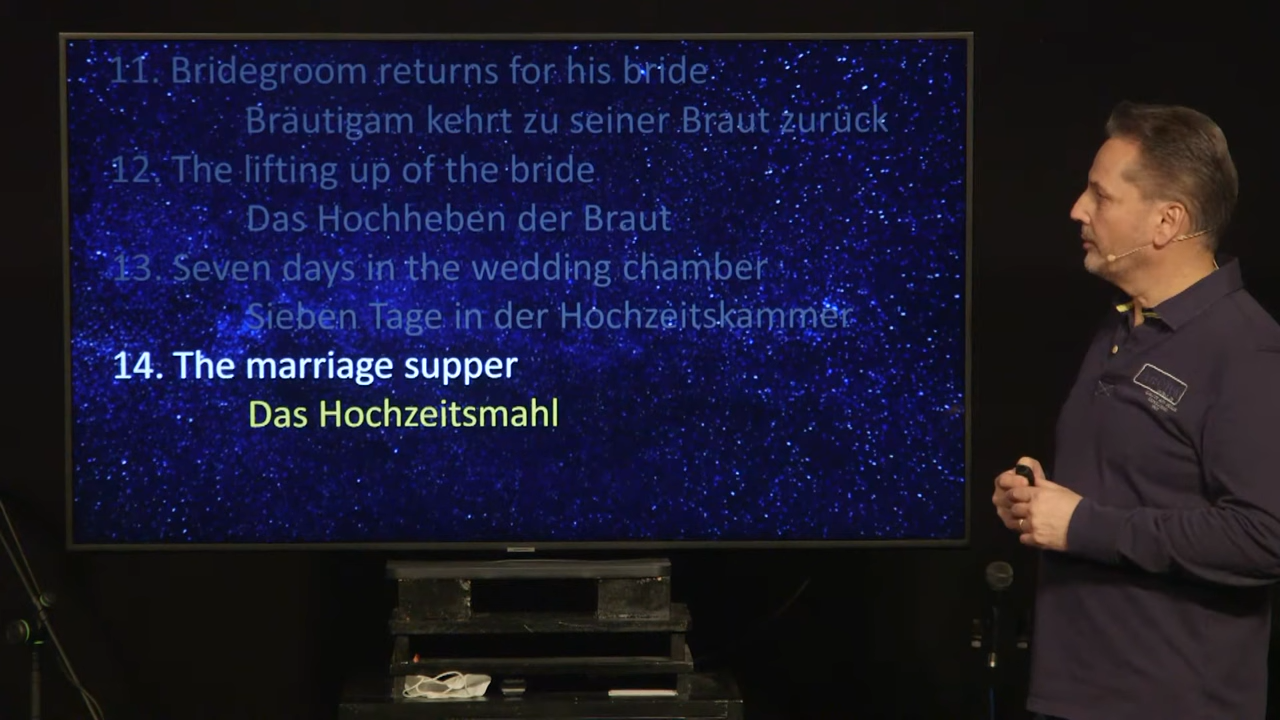 11. Bridegroom returns for his bride
Bräutigam kehrt zu seiner Braut zurück
12. The lifting up of the bride
Das Hochheben der Braut
13. Seven days in the wedding chamber
Sieben Tage in der Hochzeitskammer
14. The marriage supper
Das Hochzeitsmahl